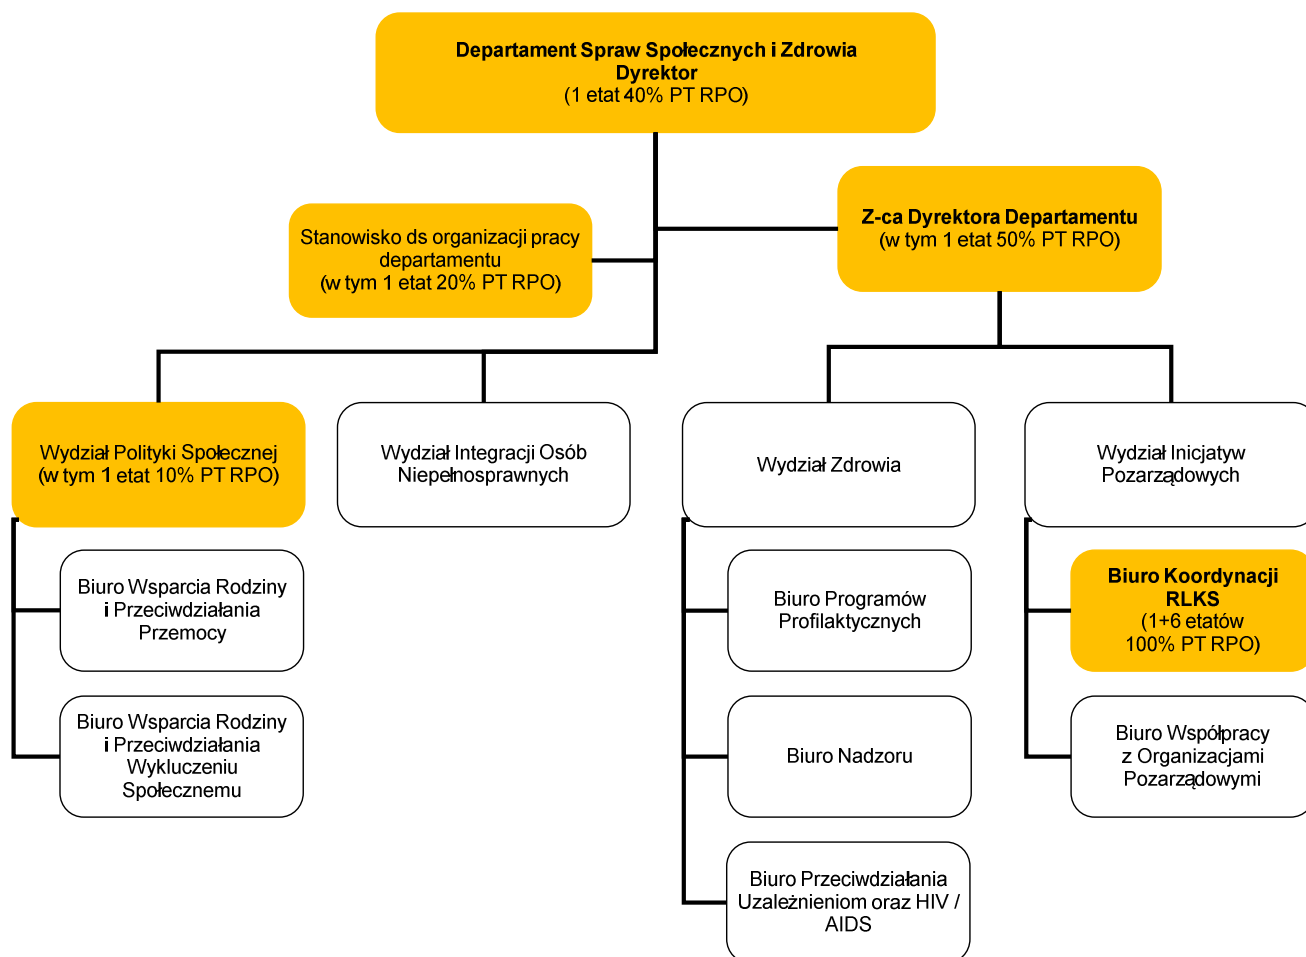 Departament Spraw Społecznych i Zdrowia
Dyrektor
(1 etat 40% PT RPO)
Stanowisko ds organizacji pracy
departamentu
(w tym 1 etat 20% PT RPO)
Z-ca Dyrektora Departamentu
(w tym 1 etat 50% PT RPO)
Wydział Polityki Społecznej
(w tym 1 etat 10% PT RPO)
Wydział Integracji Osób
Niepełnosprawnych
Wydział Zdrowia
Wydział Inicjatyw
Pozarządowych
Biuro Wsparcia Rodziny
i Przeciwdziałania
Przemocy
Biuro Programów
Profilaktycznych
Biuro Koordynacji
RLKS
(1+6 etatów
100% PT RPO)
Biuro Wsparcia Rodziny
i Przeciwdziałania
Wykluczeniu
Społecznemu
Biuro Nadzoru
Biuro Współpracy
z Organizacjami
Pozarządowymi
Biuro Przeciwdziałania
Uzależnieniom oraz HIV /
AIDS